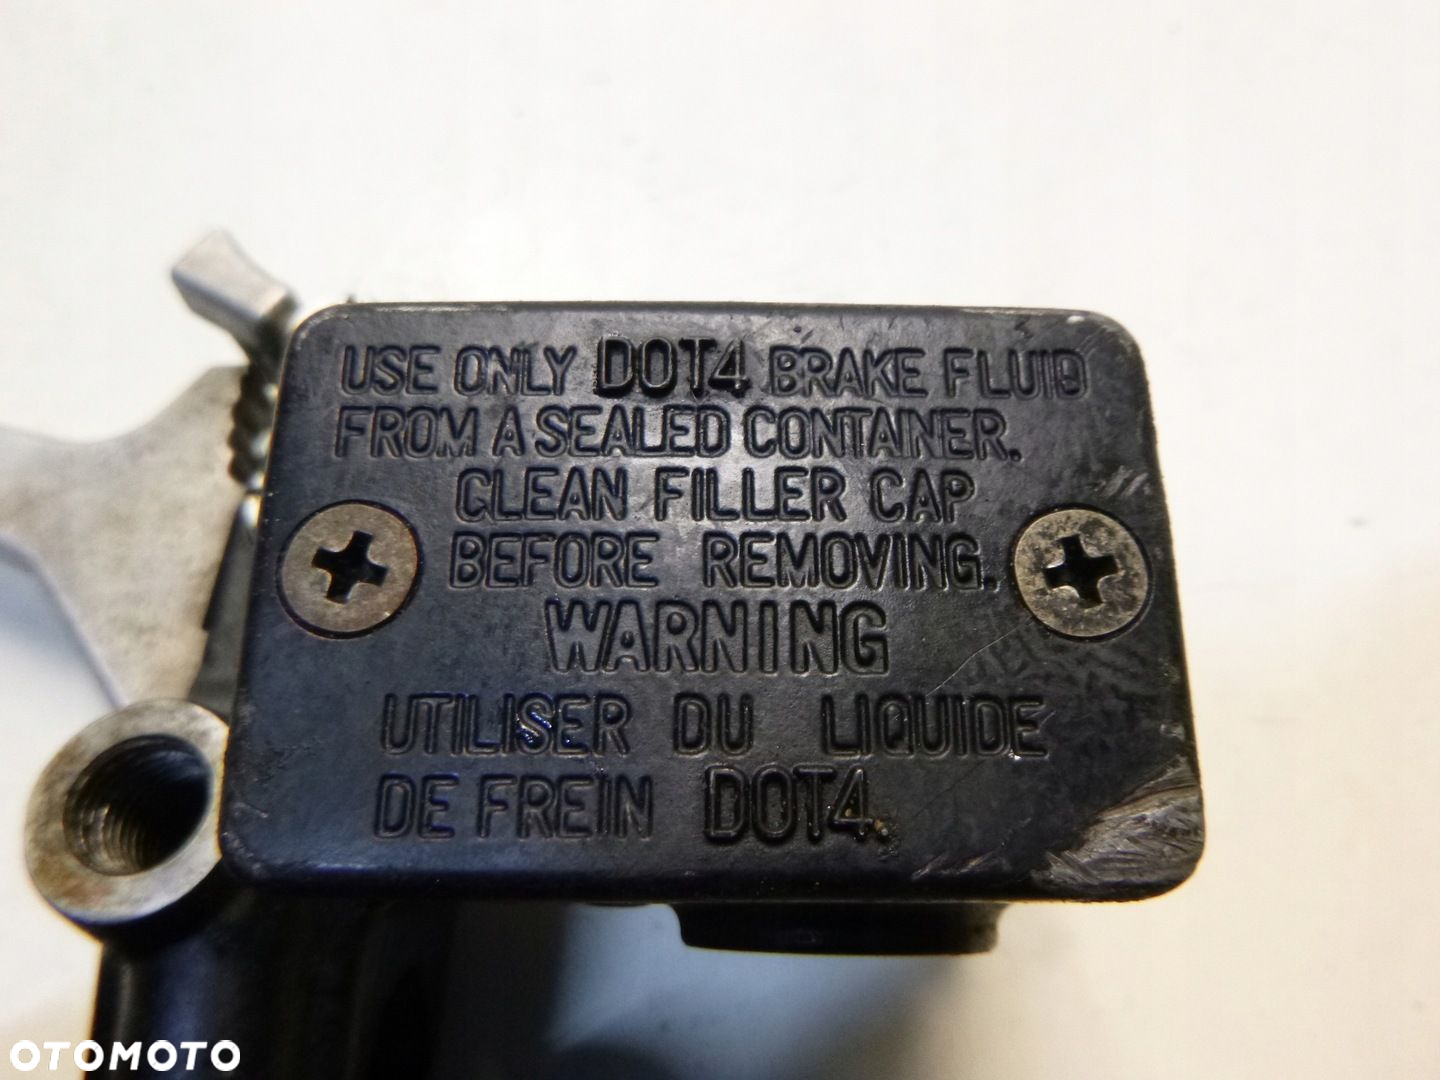 USE ONLY DOT4 BRAKE FLUID
FROM A SEALED CONTAINER.
CLEAN FILLER CAP
BEFORE REMOVING.
WARNING
UTILISER DU LIQUIDE
DE FREIN DOT4.
OTOMOTO